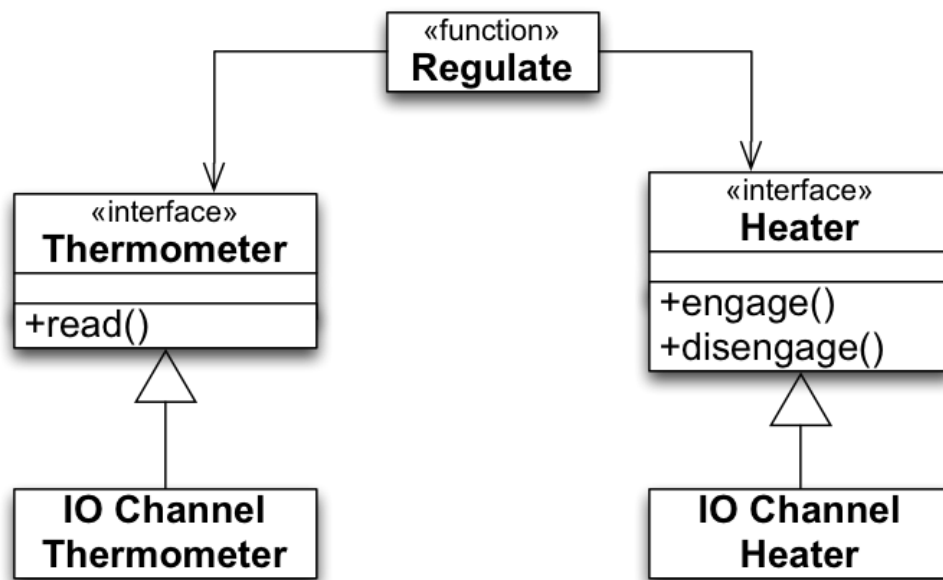 «function»
Regulate
«interface»
Thermometer
+read()
«interface»
Heater
+engage()
+disengage()
IO Channel
Thermometer
IO Channel
Heater